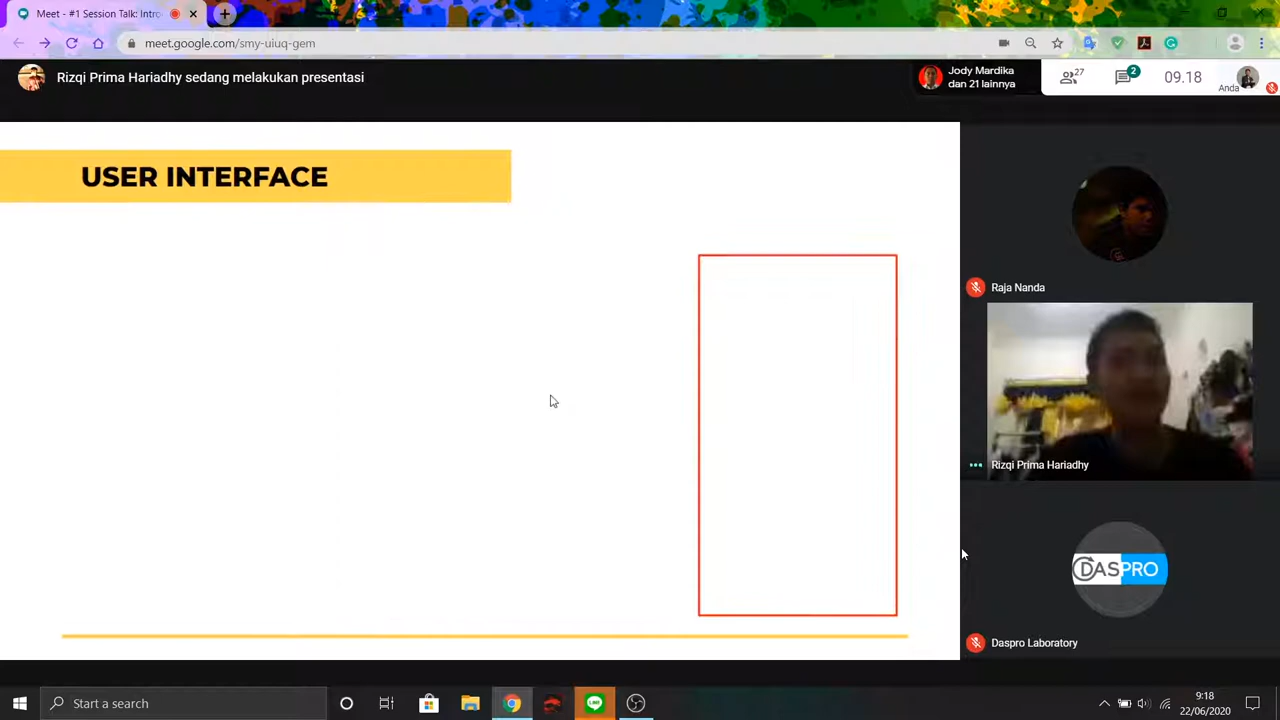 Meet - #1 Session Talk: Intro
meet.google.com/smy-uiuq-gem
Rizqi Prima Hariadhy sedang melakukan presentasi
Jody Mardika
dan 21 lainnya
27
2
09.18
Anda
USER INTERFACE
Raja Nanda
Rizqi Prima Hariadhy
DASPRO
Daspro Laboratory
Start a search
9:18
22/06/2020